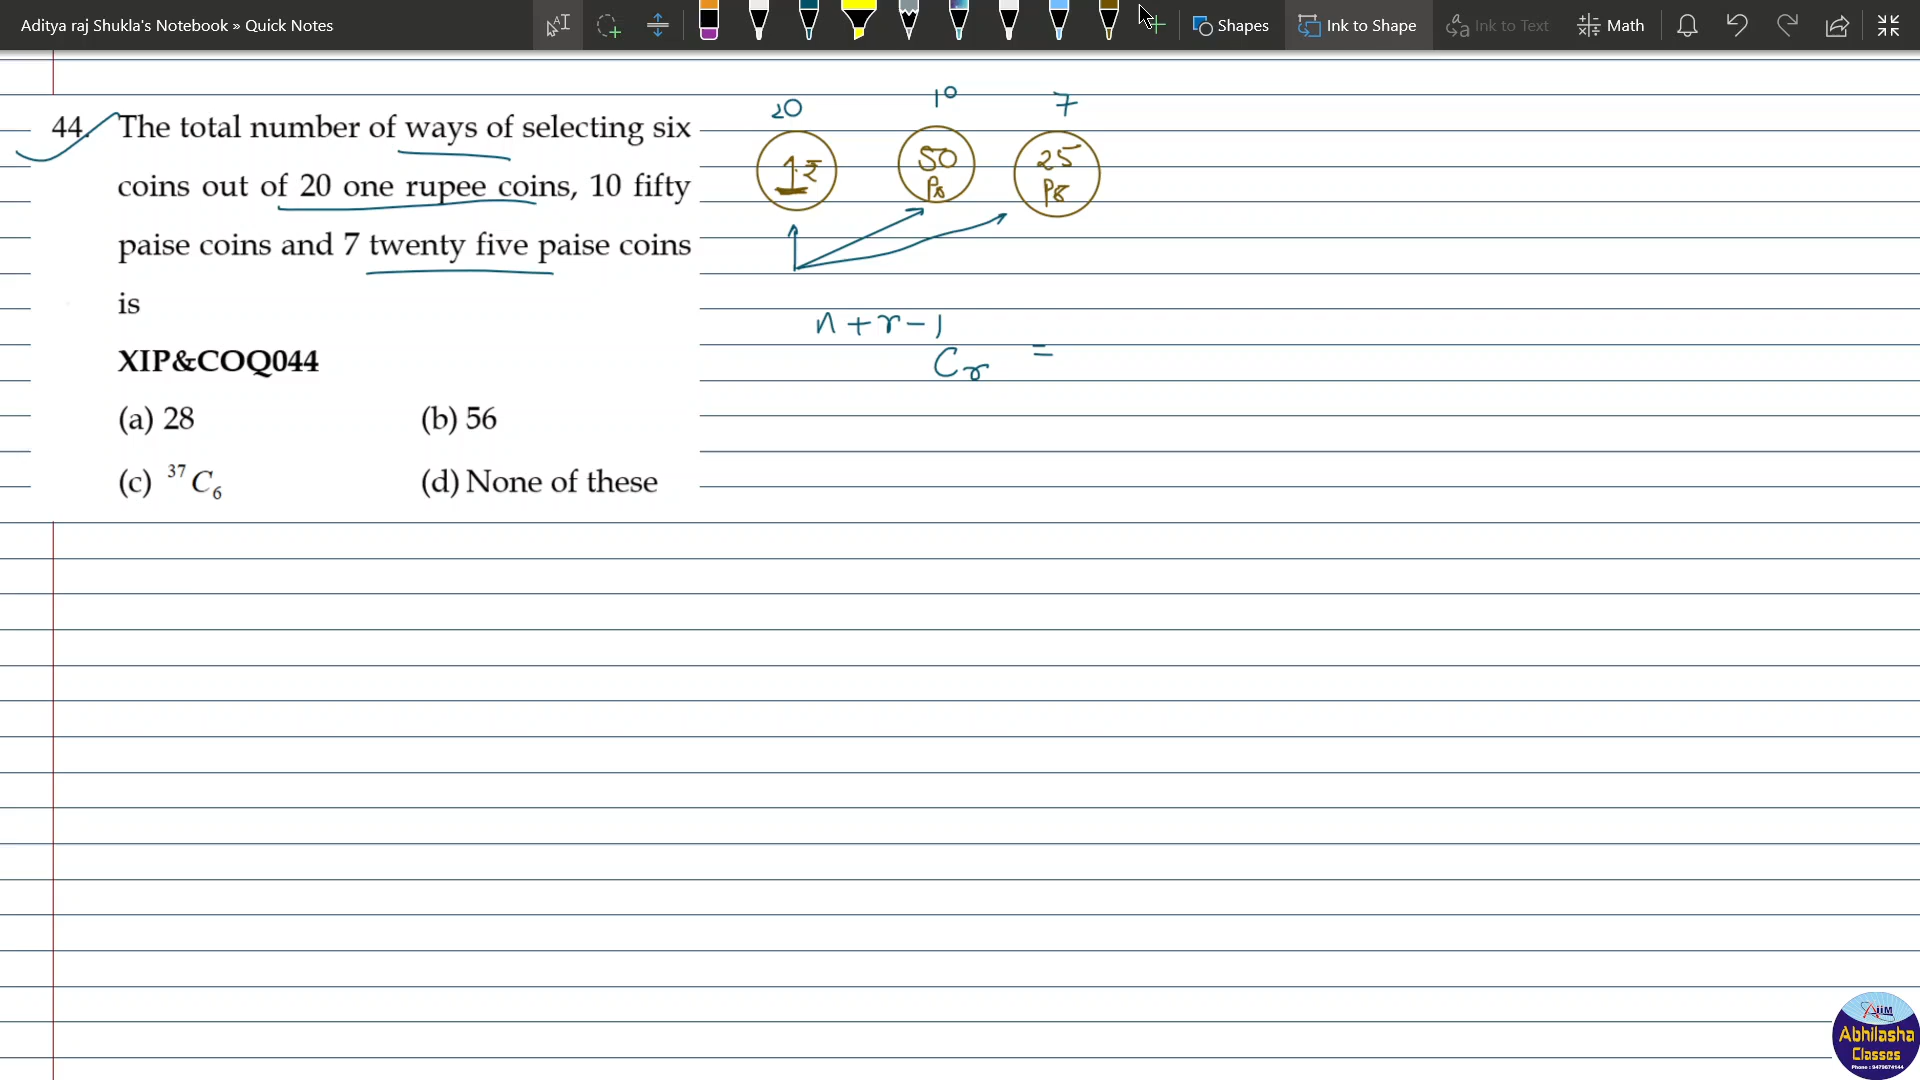 Aditya raj Shukla's Notebook » Quick Notes
Shapes
Ink to Shape
Ink to Text
Math
44. The total number of ways of selecting six
coins out of 20 one rupee coins, 10 fifty
paise coins and 7 twenty five paise coins
is
XIP&COQ044
(a) 28 (b) 56
(c) ³⁷C₆ (d) None of these
20 10 7
1₹ 50 Ps 25 Ps
n+r-1
Cr =
AiiM
Abhilasha
Classes
Phone : 9479874144